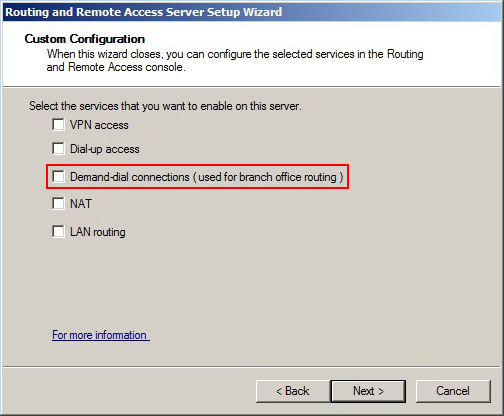 Routing and Remote Access Server Setup Wizard
Custom Configuration
When this wizard closes, you can configure the selected services in the Routing
and Remote Access console.
Select the services that you want to enable on this server.
VPN access
Dial-up access
Demand-dial connections ( used for branch office routing )
NAT
LAN routing
For more information
< Back
Next >
Cancel